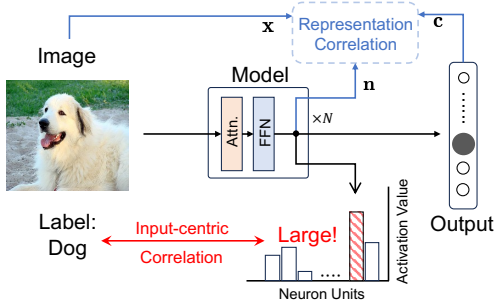 x
Representation
Correlation
c
Image
Model
n
Attn.
FFN
×N
Label:
Dog
Input-centric
Correlation
Large!
.....
Neuron Units
Activation Value
Output